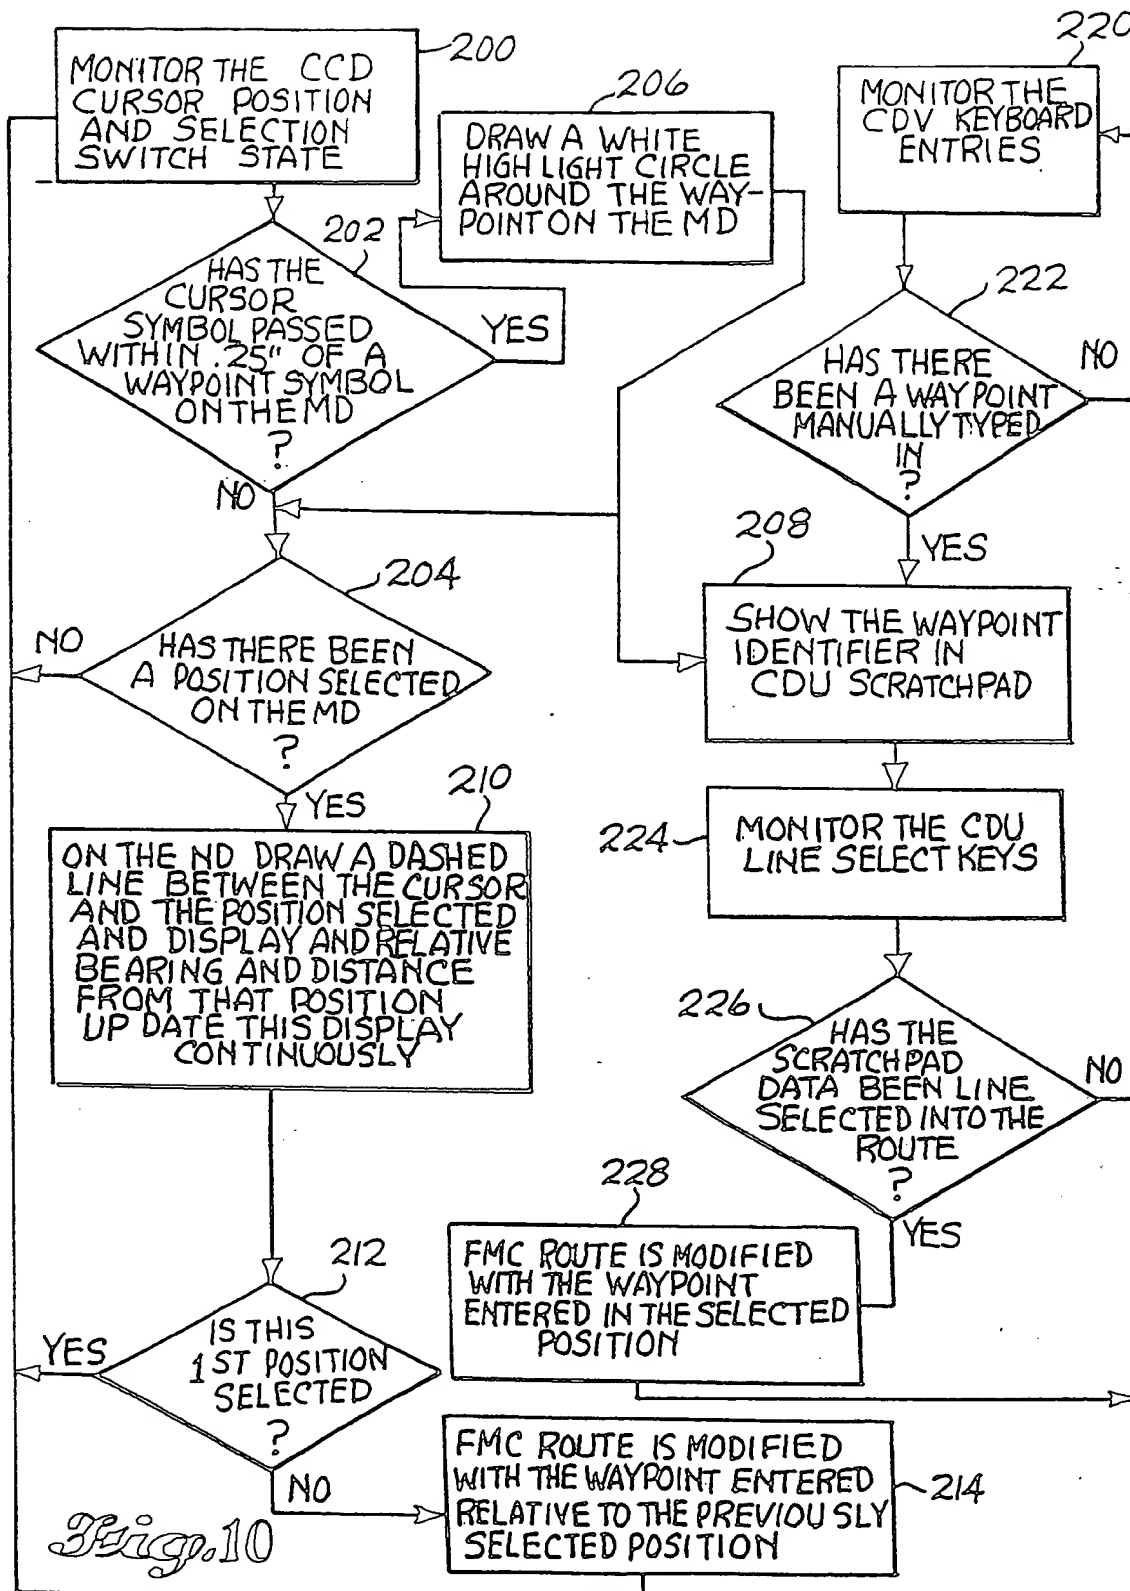 200
MONITOR THE CCD
CURSOR POSITION
AND SELECTION
SWITCH STATE
202
HAS THE
CURSOR
SYMBOL PASSED
WITHIN .25" OF A
WAYPOINT SYMBOL
ON THE MD
?
YES
NO
206
DRAW A WHITE
HIGH LIGHT CIRCLE
AROUND THE WAY-
POINT ON THE MD
204
HAS THERE BEEN
A POSITION SELECTED
ON THE MD
?
NO
YES
210
ON THE ND DRAW A DASHED
LINE BETWEEN THE CURSOR
AND THE POSITION SELECTED
AND DISPLAY AND RELATIVE
BEARING AND DISTANCE
FROM THAT POSITION
UP DATE THIS DISPLAY
CONTINUOUSLY
212
IS THIS
1ST POSITION
SELECTED
?
YES
NO
FMC ROUTE IS MODIFIED
WITH THE WAYPOINT ENTERED
RELATIVE TO THE PREVIOUSLY
SELECTED POSITION
214
220
MONITOR THE
CDV KEYBOARD
ENTRIES
222
HAS THERE
BEEN A WAYPOINT
MANUALLY TYPED
IN
?
NO
YES
208
SHOW THE WAYPOINT
IDENTIFIER IN
CDU SCRATCHPAD
224
MONITOR THE CDU
LINE SELECT KEYS
226
HAS THE
SCRATCHPAD
DATA BEEN LINE
SELECTED INTO THE
ROUTE
?
NO
YES
228
FMC ROUTE IS MODIFIED
WITH THE WAYPOINT
ENTERED IN THE SELECTED
POSITION
Fig. 10